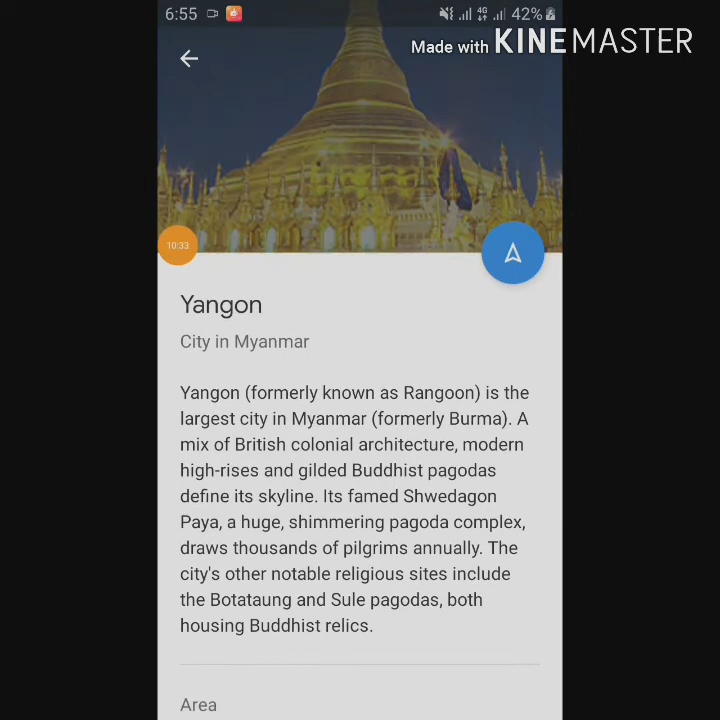 6:55
4G
42%
Made with KINEMASTER
10:33
Yangon
City in Myanmar
Yangon (formerly known as Rangoon) is the
largest city in Myanmar (formerly Burma). A
mix of British colonial architecture, modern
high-rises and gilded Buddhist pagodas
define its skyline. Its famed Shwedagon
Paya, a huge, shimmering pagoda complex,
draws thousands of pilgrims annually. The
city's other notable religious sites include
the Botataung and Sule pagodas, both
housing Buddhist relics.
Area